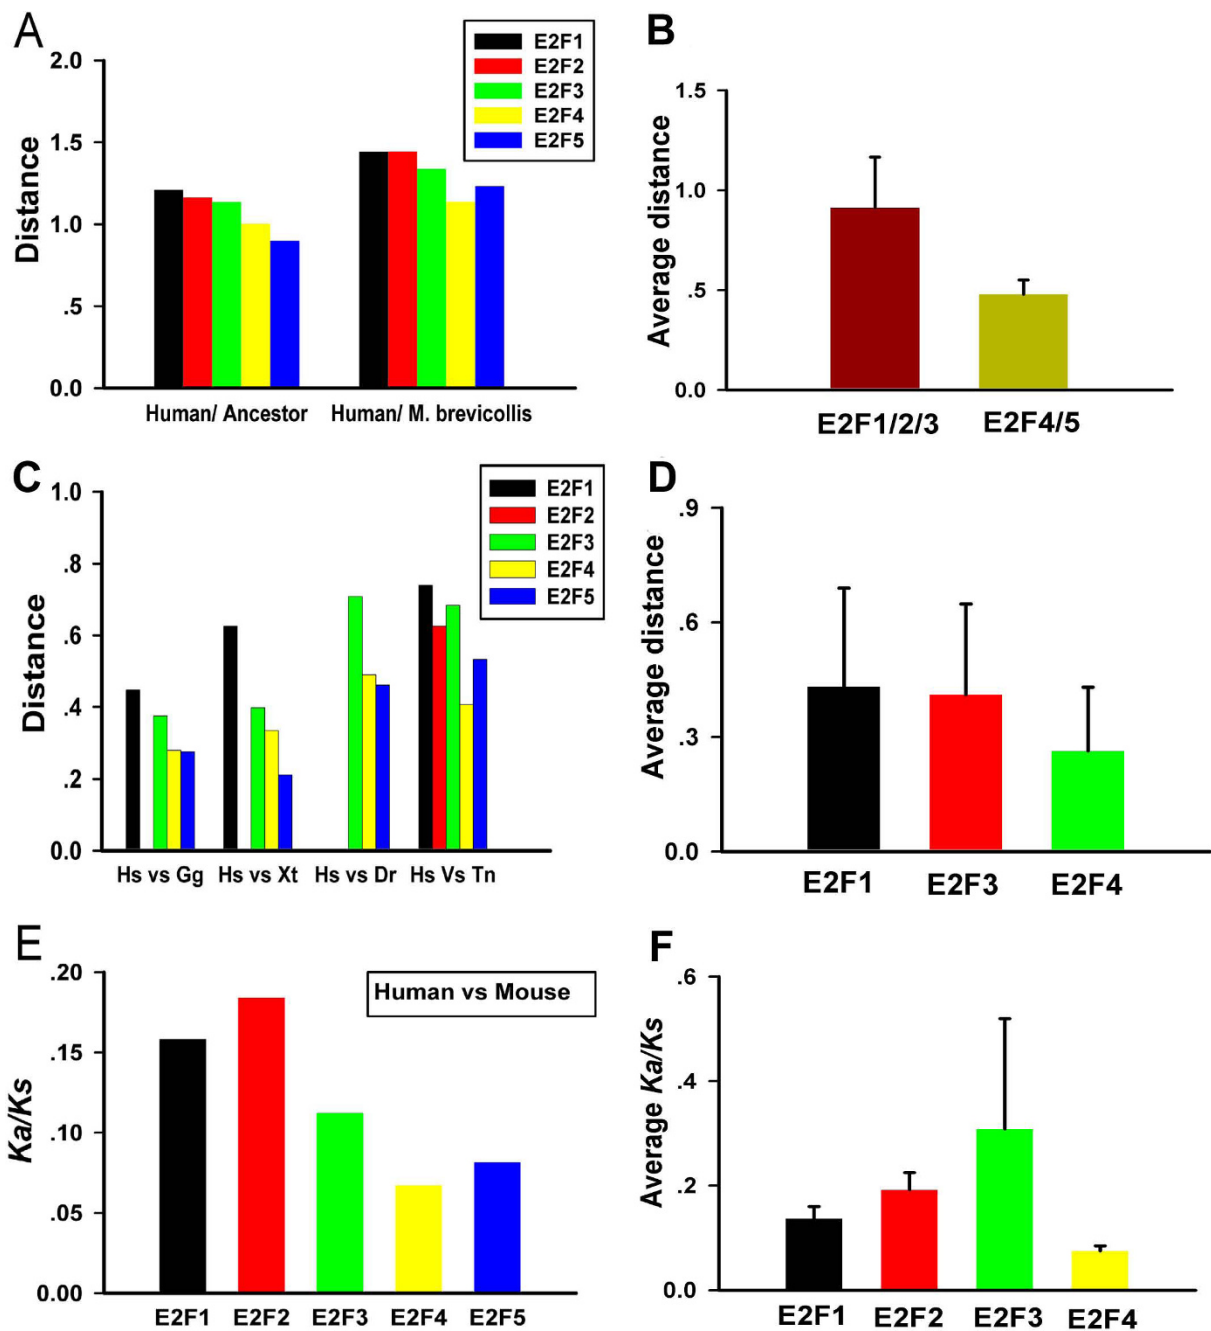 A
2.0
1.5
1.0
.5
0.0
Distance
E2F1
E2F2
E2F3
E2F4
E2F5
Human/ Ancestor
Human/ M. brevicollis
B
1.5
1.0
.5
0.0
Average distance
E2F1/2/3
E2F4/5
C
1.0
.8
.6
.4
.2
0.0
Distance
E2F1
E2F2
E2F3
E2F4
E2F5
Hs vs Gg
Hs vs Xt
Hs vs Dr
Hs Vs Tn
D
.9
.6
.3
0.0
Average distance
E2F1
E2F3
E2F4
E
.20
.15
.10
.05
0.00
Ka/Ks
Human vs Mouse
E2F1
E2F2
E2F3
E2F4
E2F5
F
.6
.4
.2
0.0
Average Ka/Ks
E2F1
E2F2
E2F3
E2F4